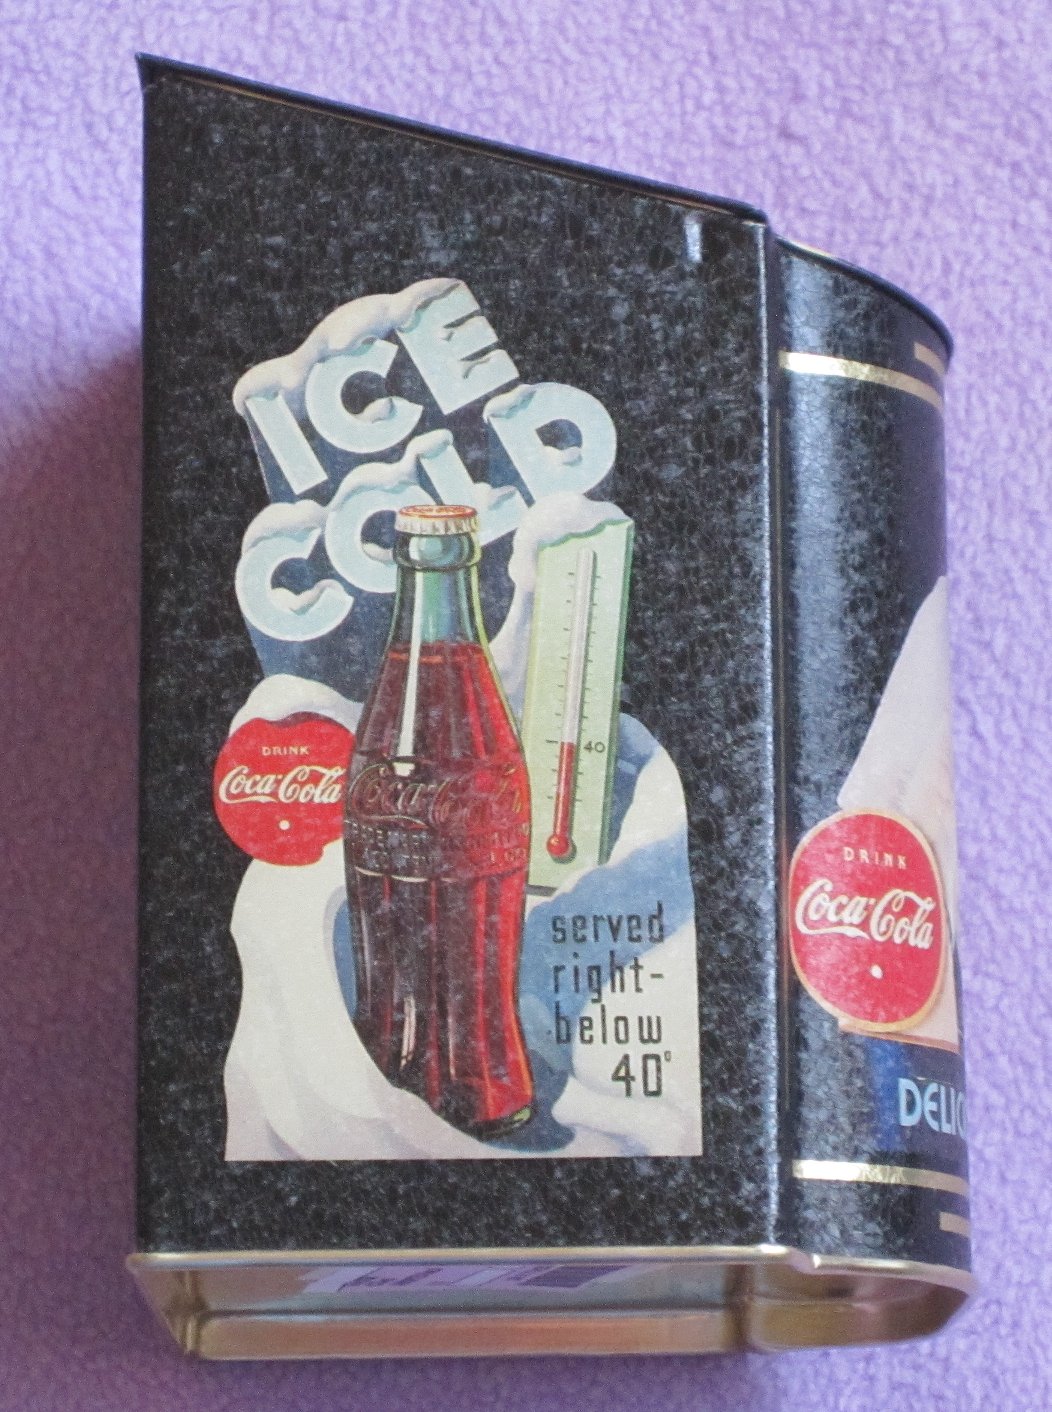 ICE
COLD
DRINK
Coca-Cola
Coca-Cola
40
served
right-
below
40°
DRINK
Coca-Cola
DELIC